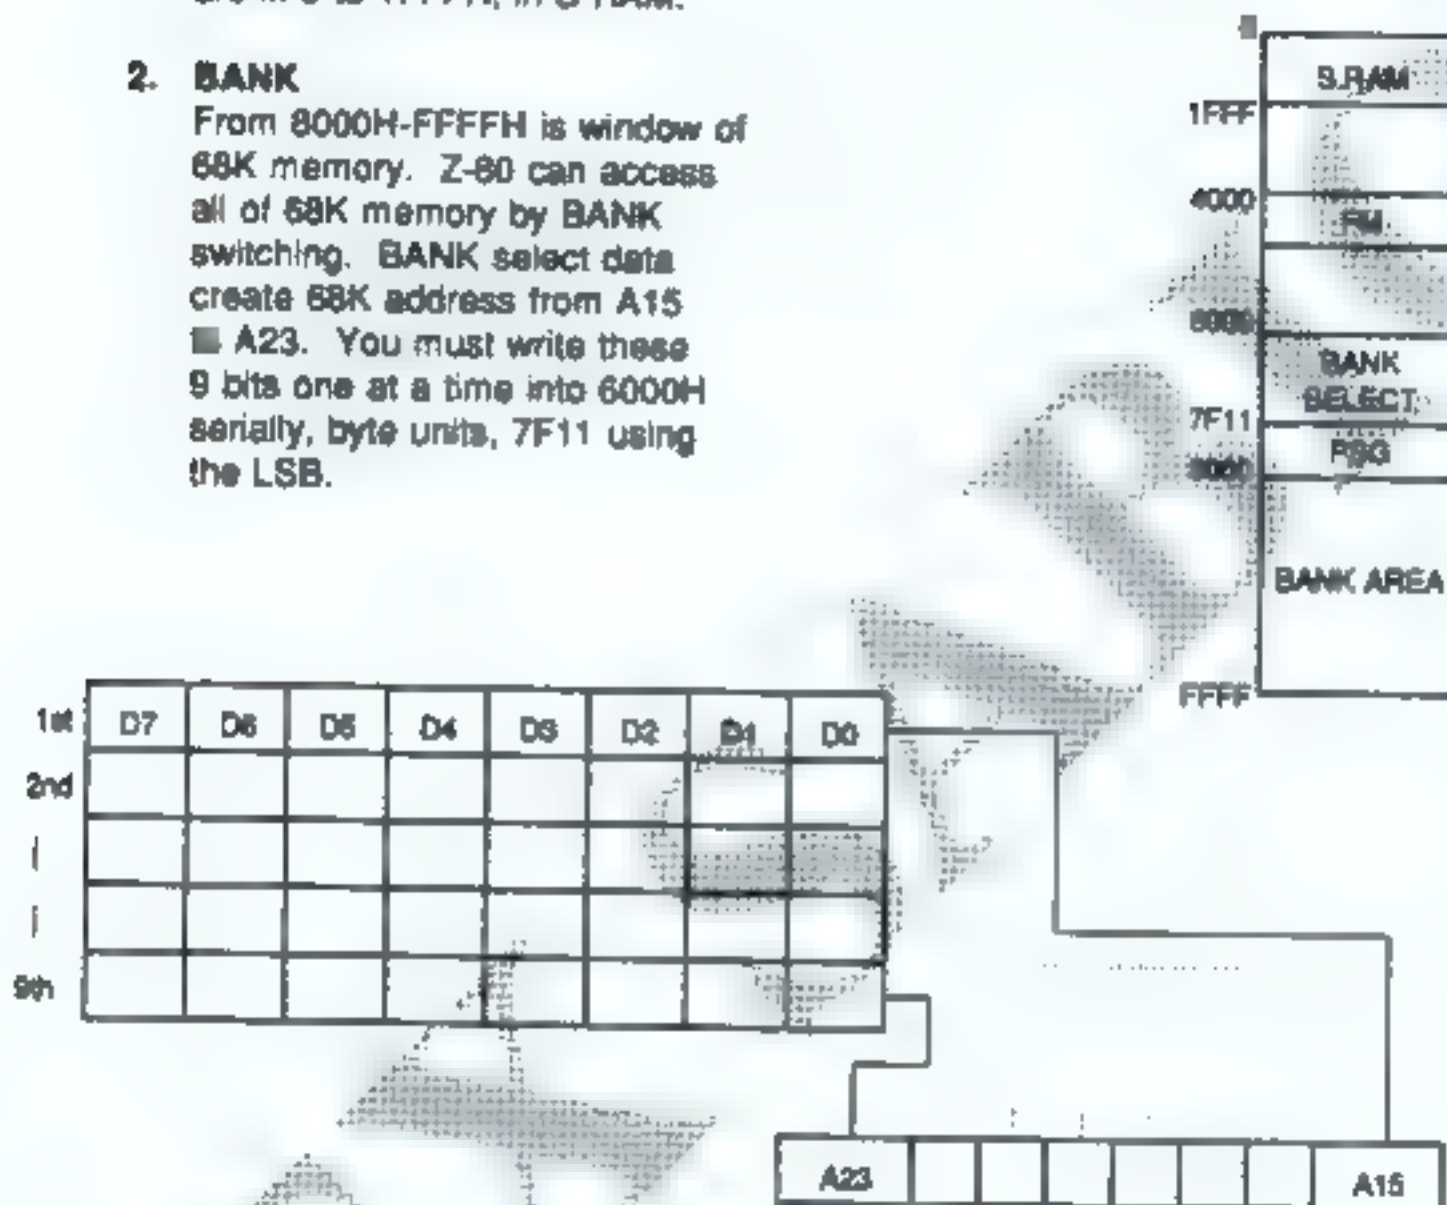 2. BANK
From 8000H-FFFFH is window of
68K memory. Z-80 can access
all of 68K memory by BANK
switching. BANK select data
create 68K address from A15
A23. You must write these
9 bits one at a time into 6000H
serially, byte units, 7F11 using
the LSB.
S.RAM
1FFF
4000
FM
6000
BANK
SELECT
7F11
PSG
8000
BANK AREA
FFFF
1st D7 D6 D5 D4 D3 D2 D1 D0
2nd
9th
A23 A15